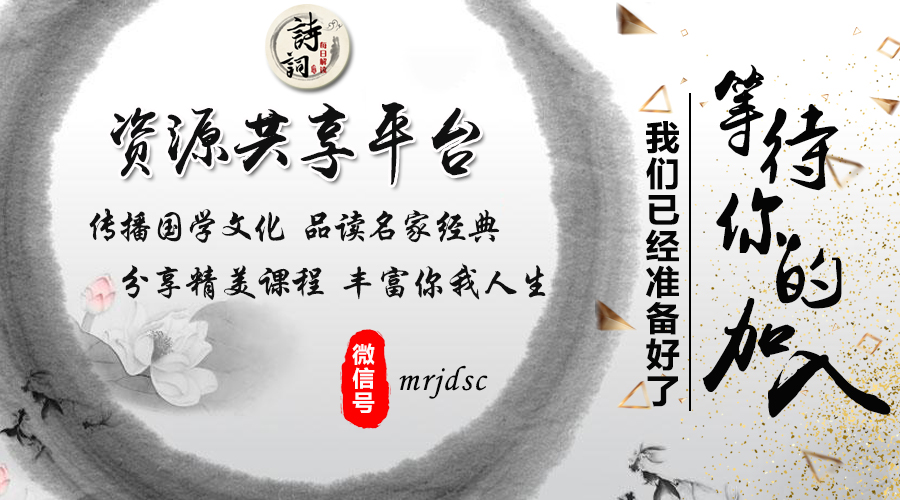 詩詞
每日解读
资源共享平台
传播国学文化 品读名家经典
分享精美课程 丰富你我人生
微信号
mrjdsc
我们已经准备好了
等待你的加入